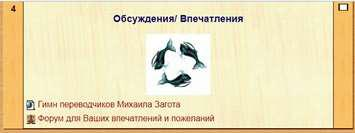 4
Обсуждения/ Впечатления
Гимн переводчиков Михаила Загота
Форум для Ваших впечатлений и пожеланий